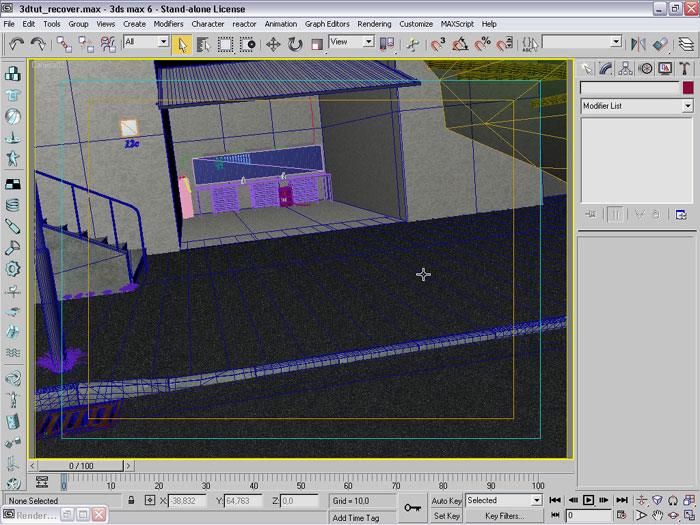 3dtut_recover.max - 3ds max 6 - Stand-alone License
File Edit Tools Group Views Create Modifiers Character reactor Animation Graph Editors Rendering Customize MAXScript Help
All View
12c
Modifier List
0 / 100
0 10 20 30 40 50 60 70 80 90 100
None Selected X: -38,832 Y: 64,763 Z: 0,0 Grid = 10,0 Auto Key Selected
Add Time Tag Set Key Key Filters... 0
Render...